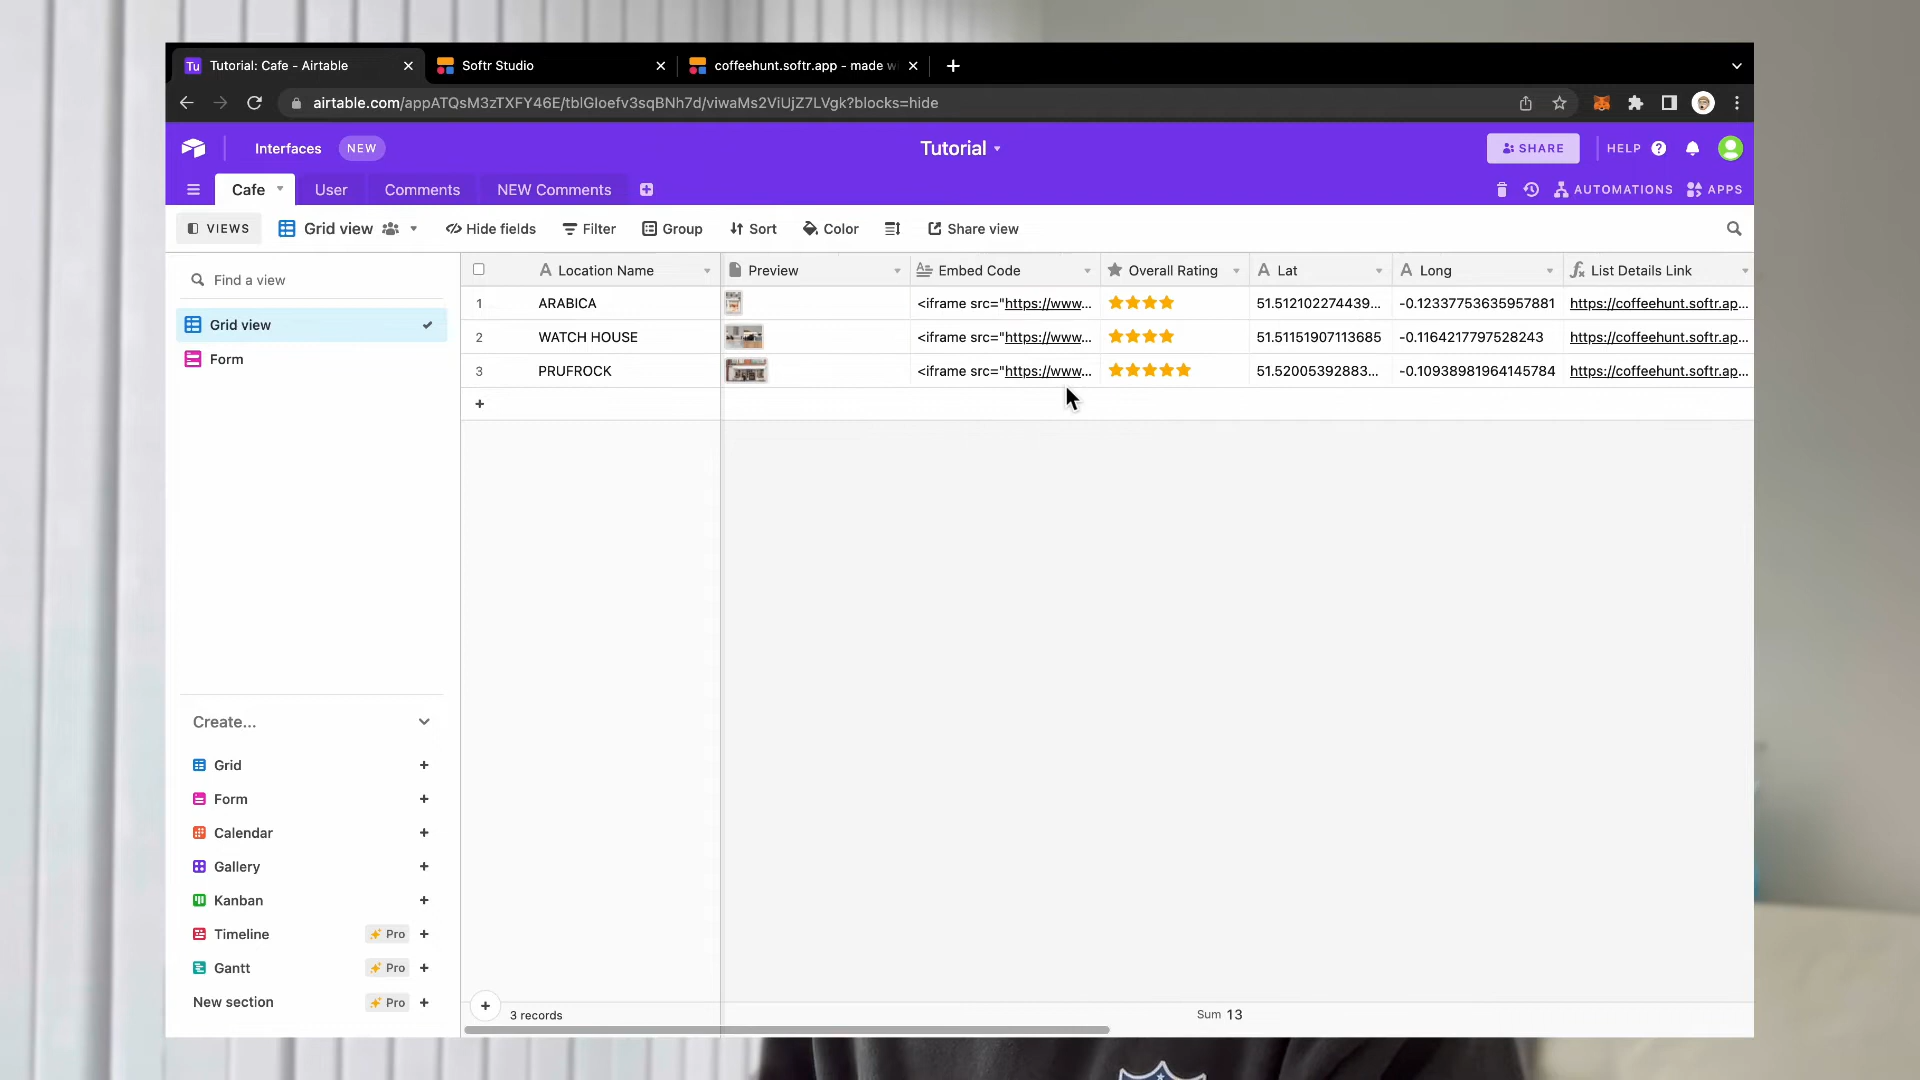 Tu Tutorial: Cafe - Airtable
Softr Studio
coffeehunt.softr.app - made w
airtable.com/appATQsM3zTXFY46E/tblGloefv3sqBNh7d/viwaMs2ViUjZ7LVgk?blocks=hide
Interfaces NEW
Tutorial
SHARE
HELP
Cafe User Comments NEW Comments
AUTOMATIONS APPS
VIEWS Grid view Hide fields Filter Group Sort Color Share view
Find a view
Grid view
Form
Location Name Preview Embed Code Overall Rating Lat Long List Details Link
1 ARABICA <iframe src="https://www... 51.512102274439... -0.12337753635957881 https://coffeehunt.softr.ap...
2 WATCH HOUSE <iframe src="https://www... 51.51151907113685 -0.1164217797528243 https://coffeehunt.softr.ap...
3 PRUFROCK <iframe src="https://www... 51.52005392883... -0.10938981964145784 https://coffeehunt.softr.ap...
Create...
Grid
Form
Calendar
Gallery
Kanban
Timeline Pro
Gantt Pro
New section Pro
3 records
Sum 13